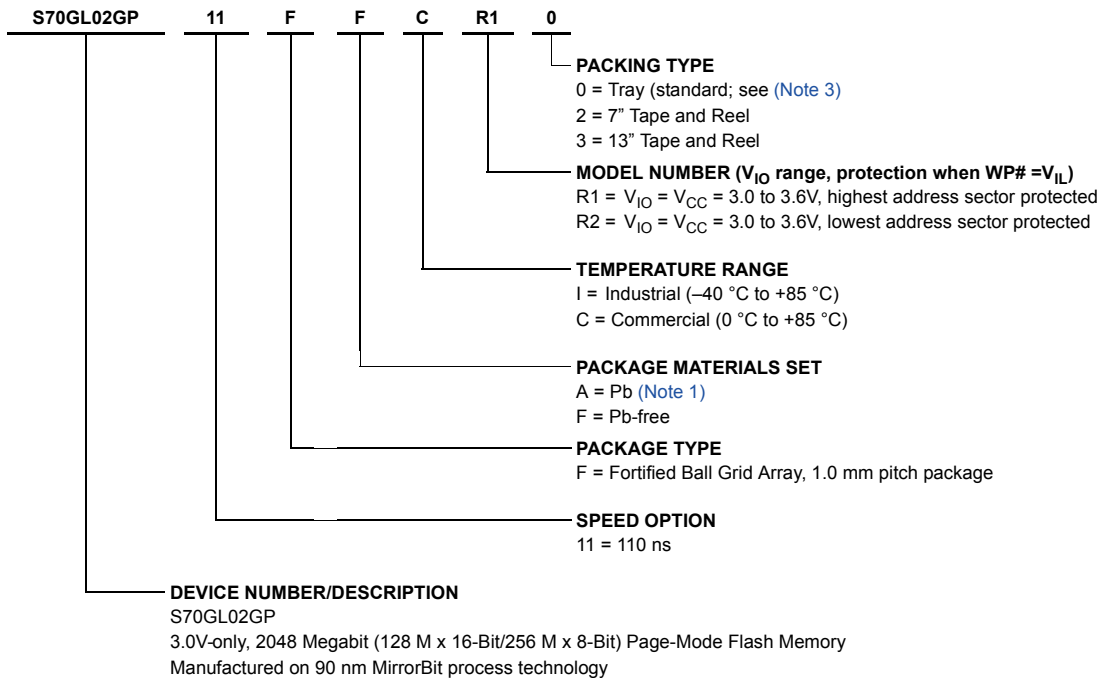 S70GL02GP 11 F F C R1 0
PACKING TYPE
0 = Tray (standard; see (Note 3)
2 = 7” Tape and Reel
3 = 13” Tape and Reel
MODEL NUMBER (VIO range, protection when WP# =VIL)
R1 = VIO = VCC = 3.0 to 3.6V, highest address sector protected
R2 = VIO = VCC = 3.0 to 3.6V, lowest address sector protected
TEMPERATURE RANGE
I = Industrial (–40 °C to +85 °C)
C = Commercial (0 °C to +85 °C)
PACKAGE MATERIALS SET
A = Pb (Note 1)
F = Pb-free
PACKAGE TYPE
F = Fortified Ball Grid Array, 1.0 mm pitch package
SPEED OPTION
11 = 110 ns
DEVICE NUMBER/DESCRIPTION
S70GL02GP
3.0V-only, 2048 Megabit (128 M x 16-Bit/256 M x 8-Bit) Page-Mode Flash Memory
Manufactured on 90 nm MirrorBit process technology